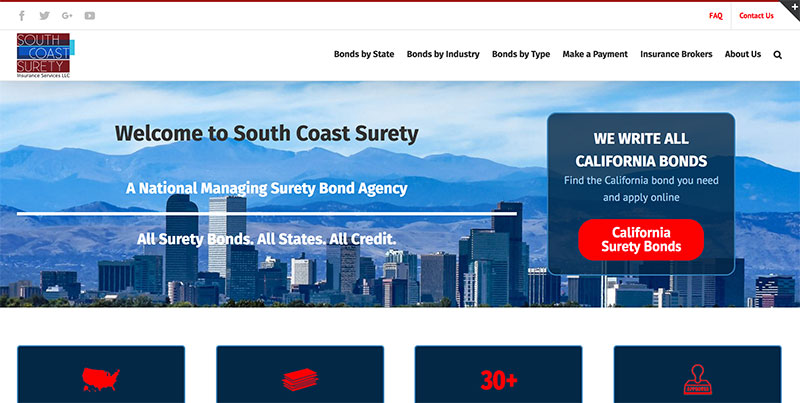 FAQ
Contact Us
SOUTH
COAST
SURETY
Insurance Services LLC
Bonds by State
Bonds by Industry
Bonds by Type
Make a Payment
Insurance Brokers
About Us
Welcome to South Coast Surety
A National Managing Surety Bond Agency
All Surety Bonds. All States. All Credit.
WE WRITE ALL
CALIFORNIA BONDS
Find the California bond you need
and apply online
California
Surety Bonds
30+
APPROVED